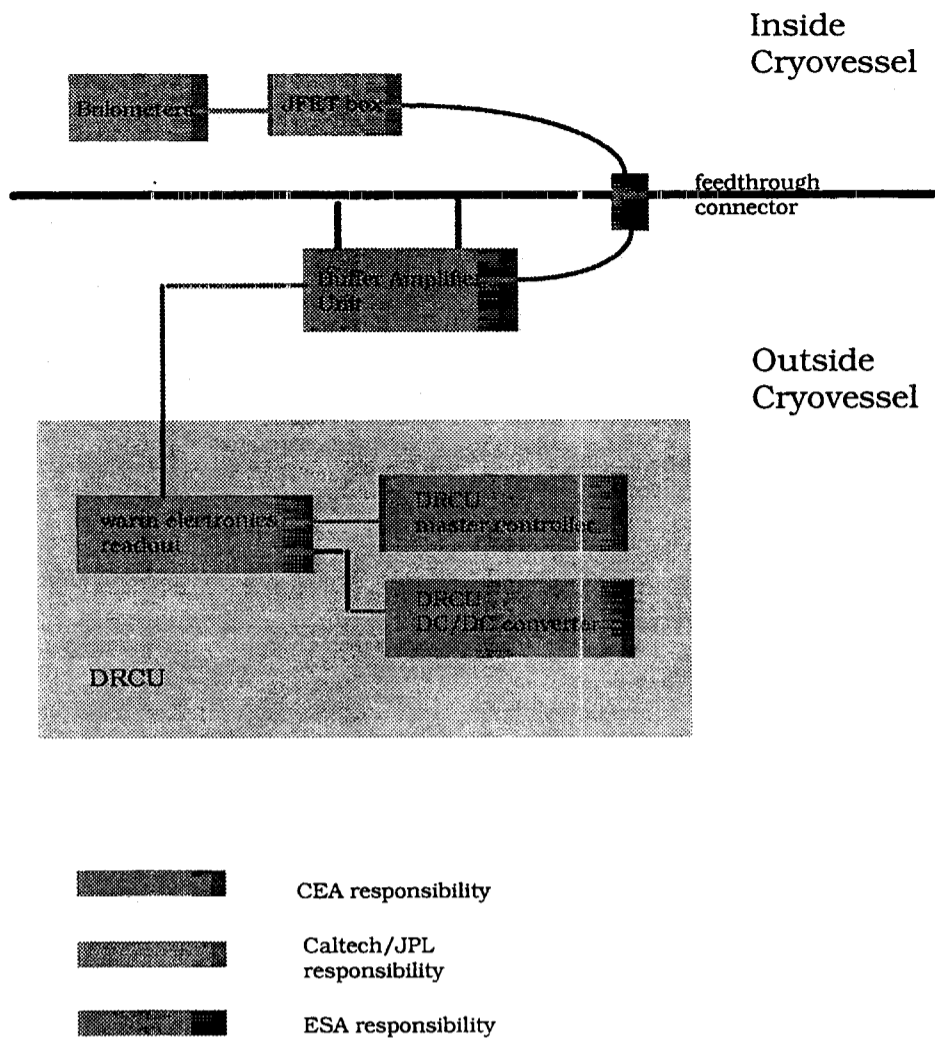 Inside
Cryovessel
Bolometers
JFET box
feedthrough
connector
Buffer Amplifier
Unit
Outside
Cryovessel
warm electronics
readout
DRCU
master controller
DRCU
DC/DC converter
DRCU
CEA responsibility
Caltech/JPL
responsibility
ESA responsibility